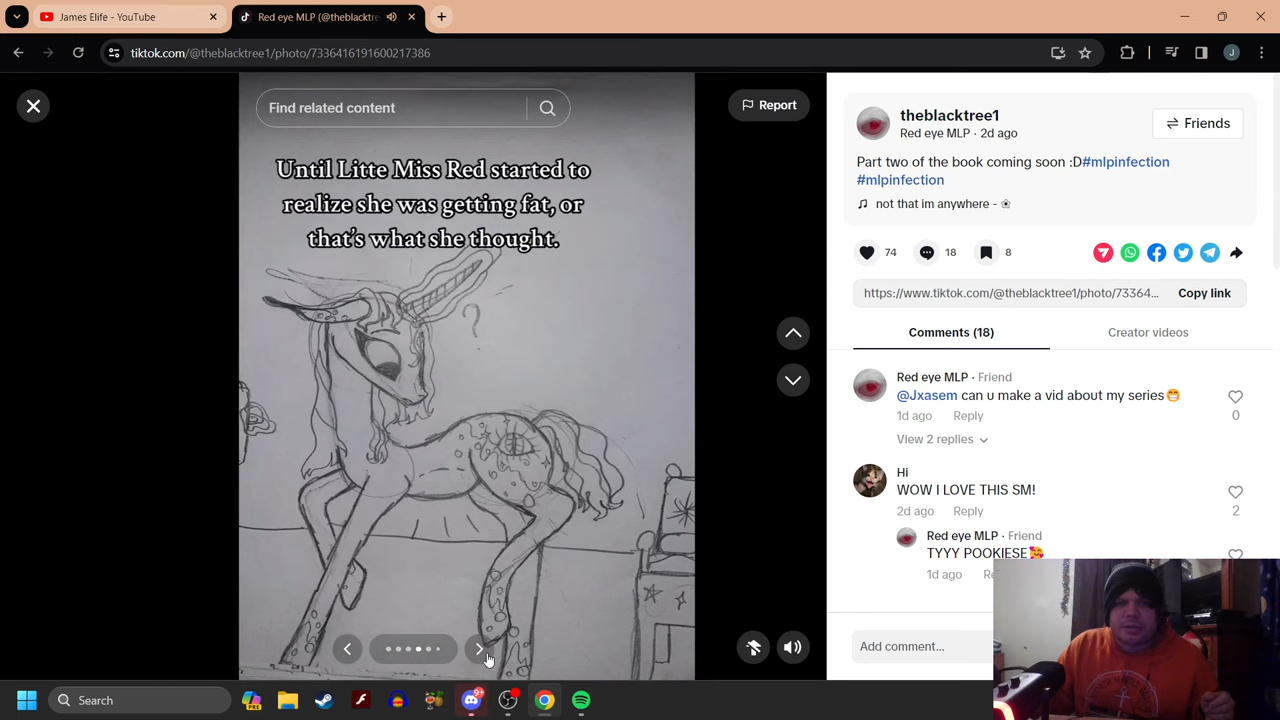 James Elife - YouTube
Red eye MLP (@theblacktre
tiktok.com/@theblacktree1/photo/7336416191600217386
J
Find related content
Report
Until Litte Miss Red started to
realize she was getting fat, or
that's what she thought.
?
theblacktree1
Red eye MLP · 2d ago
Friends
Part two of the book coming soon :D#mlpinfection
#mlpinfection
not that im anywhere - ❀
74
18
8
https://www.tiktok.com/@theblacktree1/photo/73364...
Copy link
Comments (18)
Creator videos
Red eye MLP · Friend
@Jxasem can u make a vid about my series😁
1d ago
Reply
0
View 2 replies
Hi
WOW I LOVE THIS SM!
2d ago
Reply
2
Red eye MLP · Friend
TYYY POOKIESE🥰
1d ago
Add comment...
Search
PRE
9+